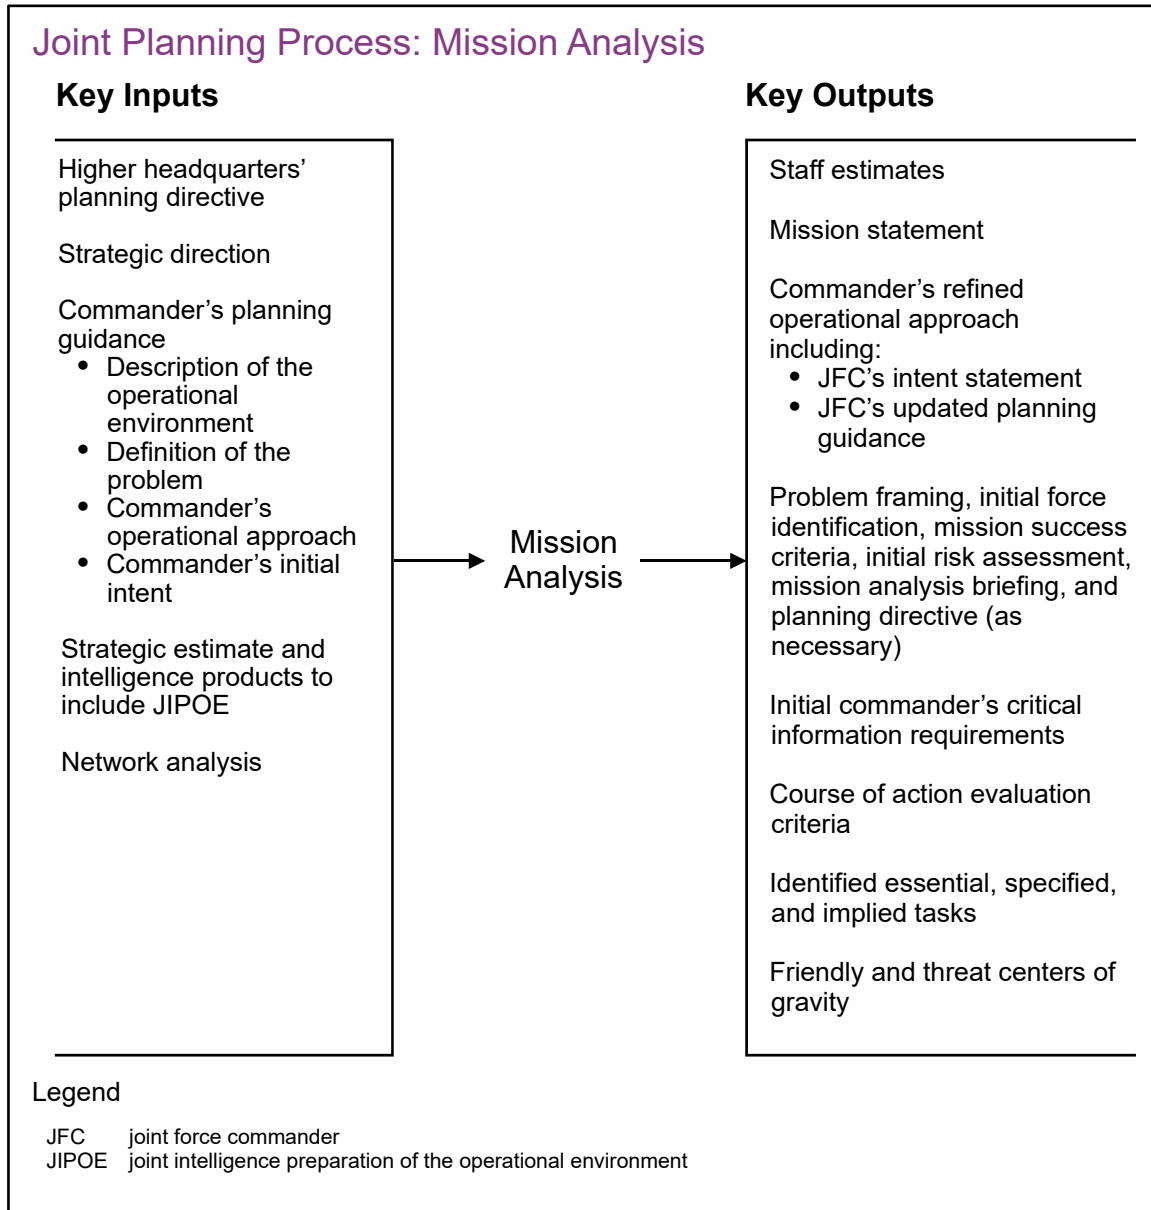 Joint Planning Process: Mission Analysis
Key Inputs
Higher headquarters’
planning directive
Strategic direction
Commander’s planning
guidance
• Description of the
operational
environment
• Definition of the
problem
• Commander’s
operational approach
• Commander’s initial
intent
Strategic estimate and
intelligence products to
include JIPOE
Network analysis
Mission
Analysis
Key Outputs
Staff estimates
Mission statement
Commander’s refined
operational approach
including:
• JFC’s intent statement
• JFC’s updated planning
guidance
Problem framing, initial force
identification, mission success
criteria, initial risk assessment,
mission analysis briefing, and
planning directive (as
necessary)
Initial commander’s critical
information requirements
Course of action evaluation
criteria
Identified essential, specified,
and implied tasks
Friendly and threat centers of
gravity
Legend
JFC joint force commander
JIPOE joint intelligence preparation of the operational environment